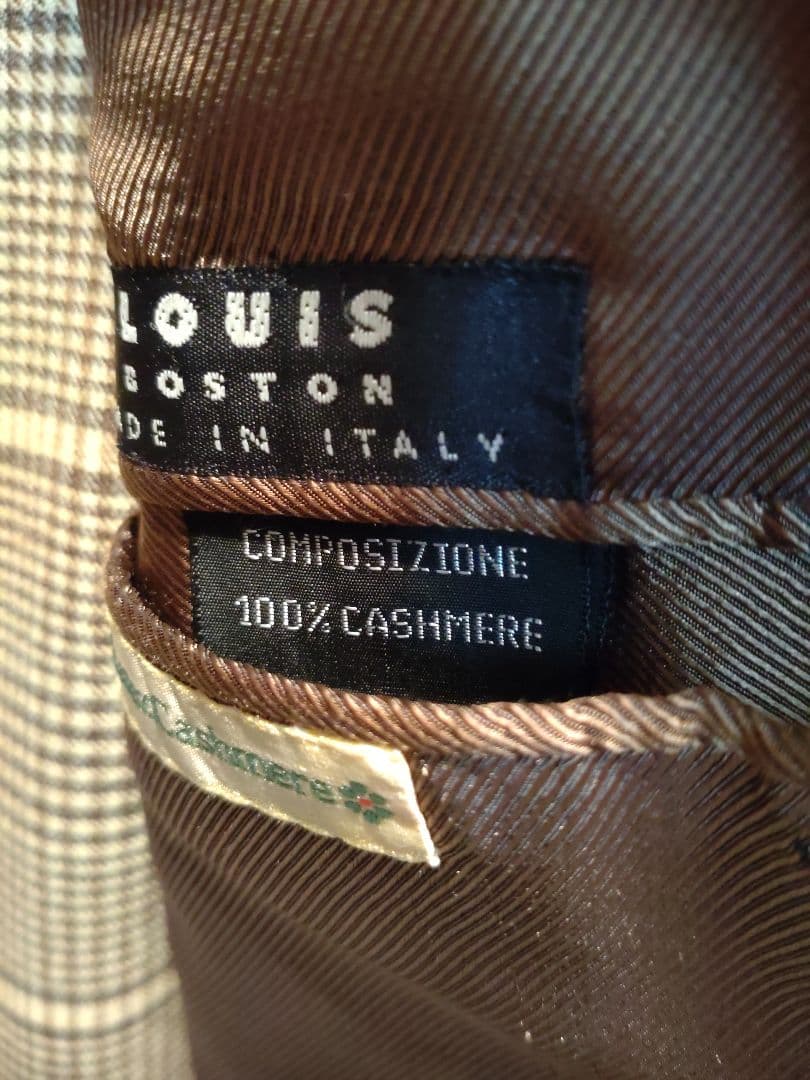 LOUIS
BOSTON
DE IN ITALY
COMPOSIZIONE
100% CASHMERE
Cashmere